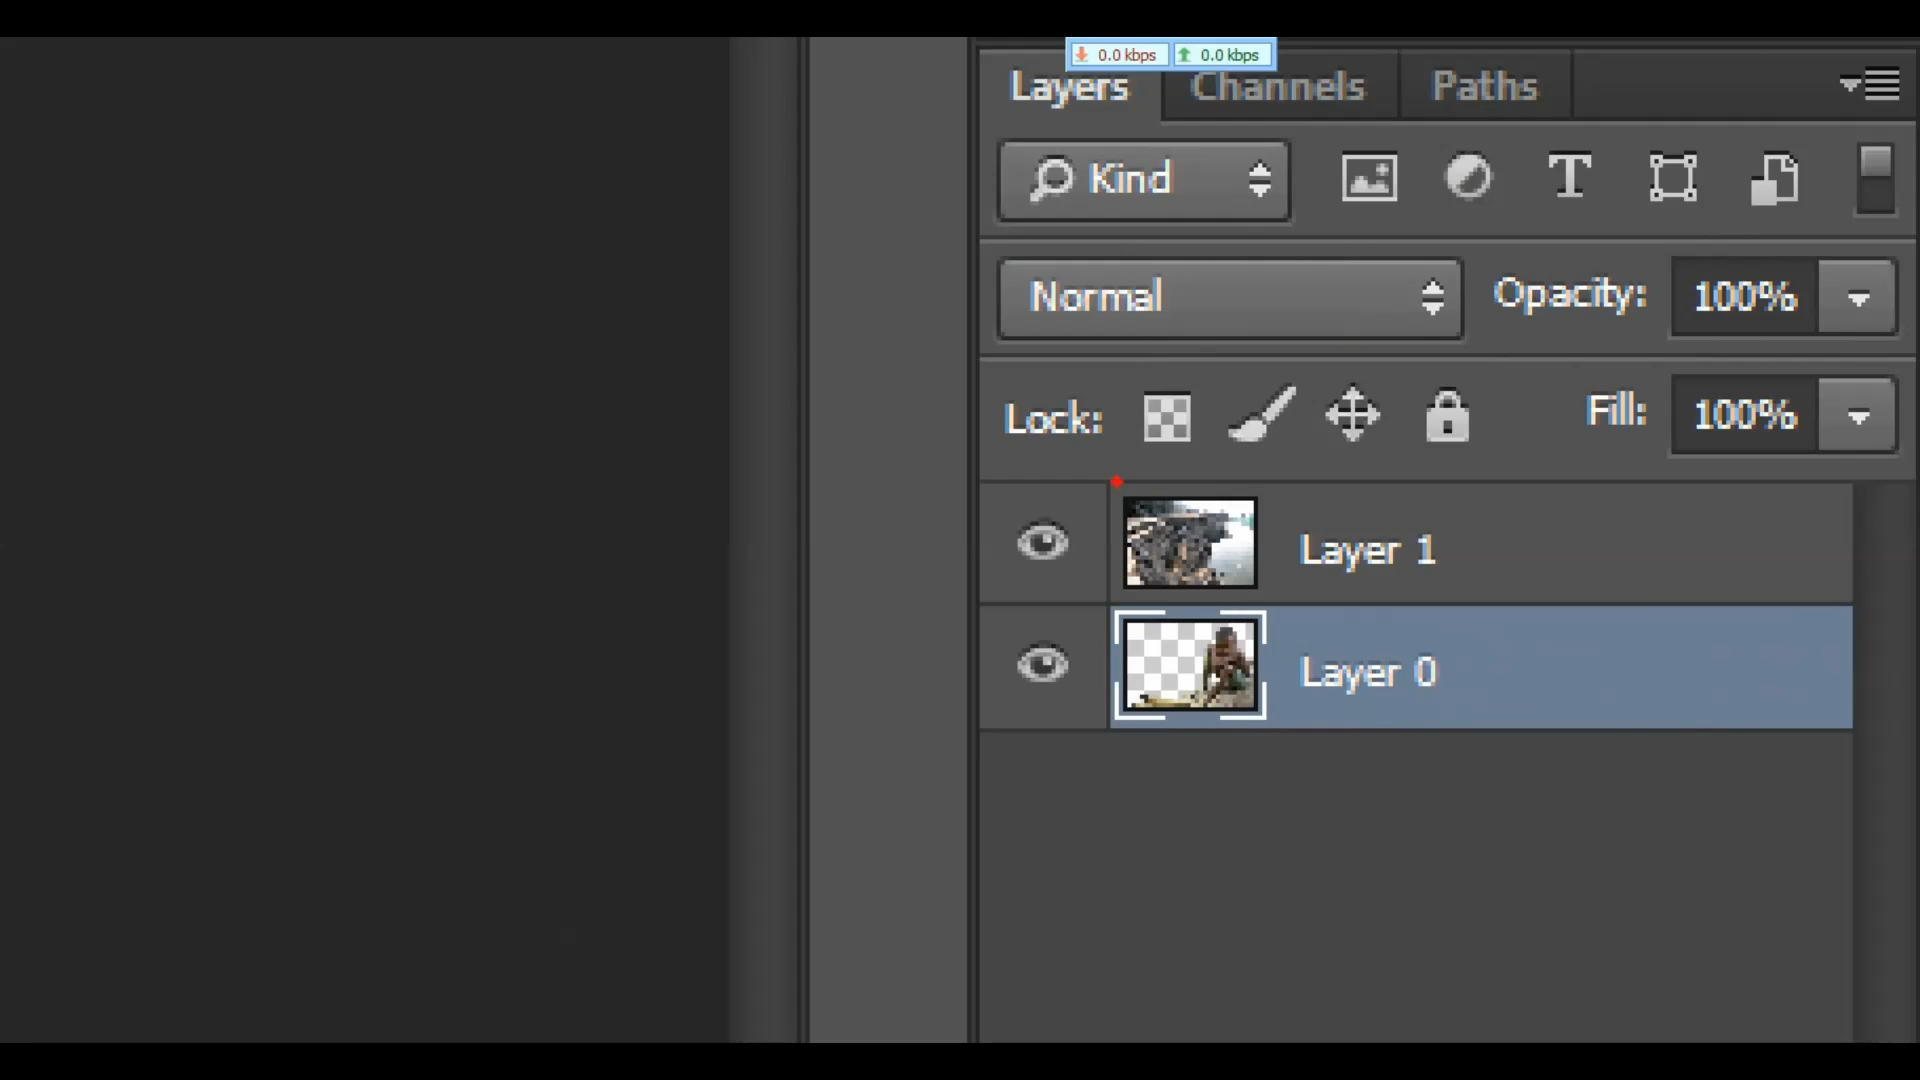 0.0 kbps 0.0 kbps
Layers Channels Paths
Kind
Normal Opacity: 100%
Lock: Fill: 100%
Layer 1
Layer 0